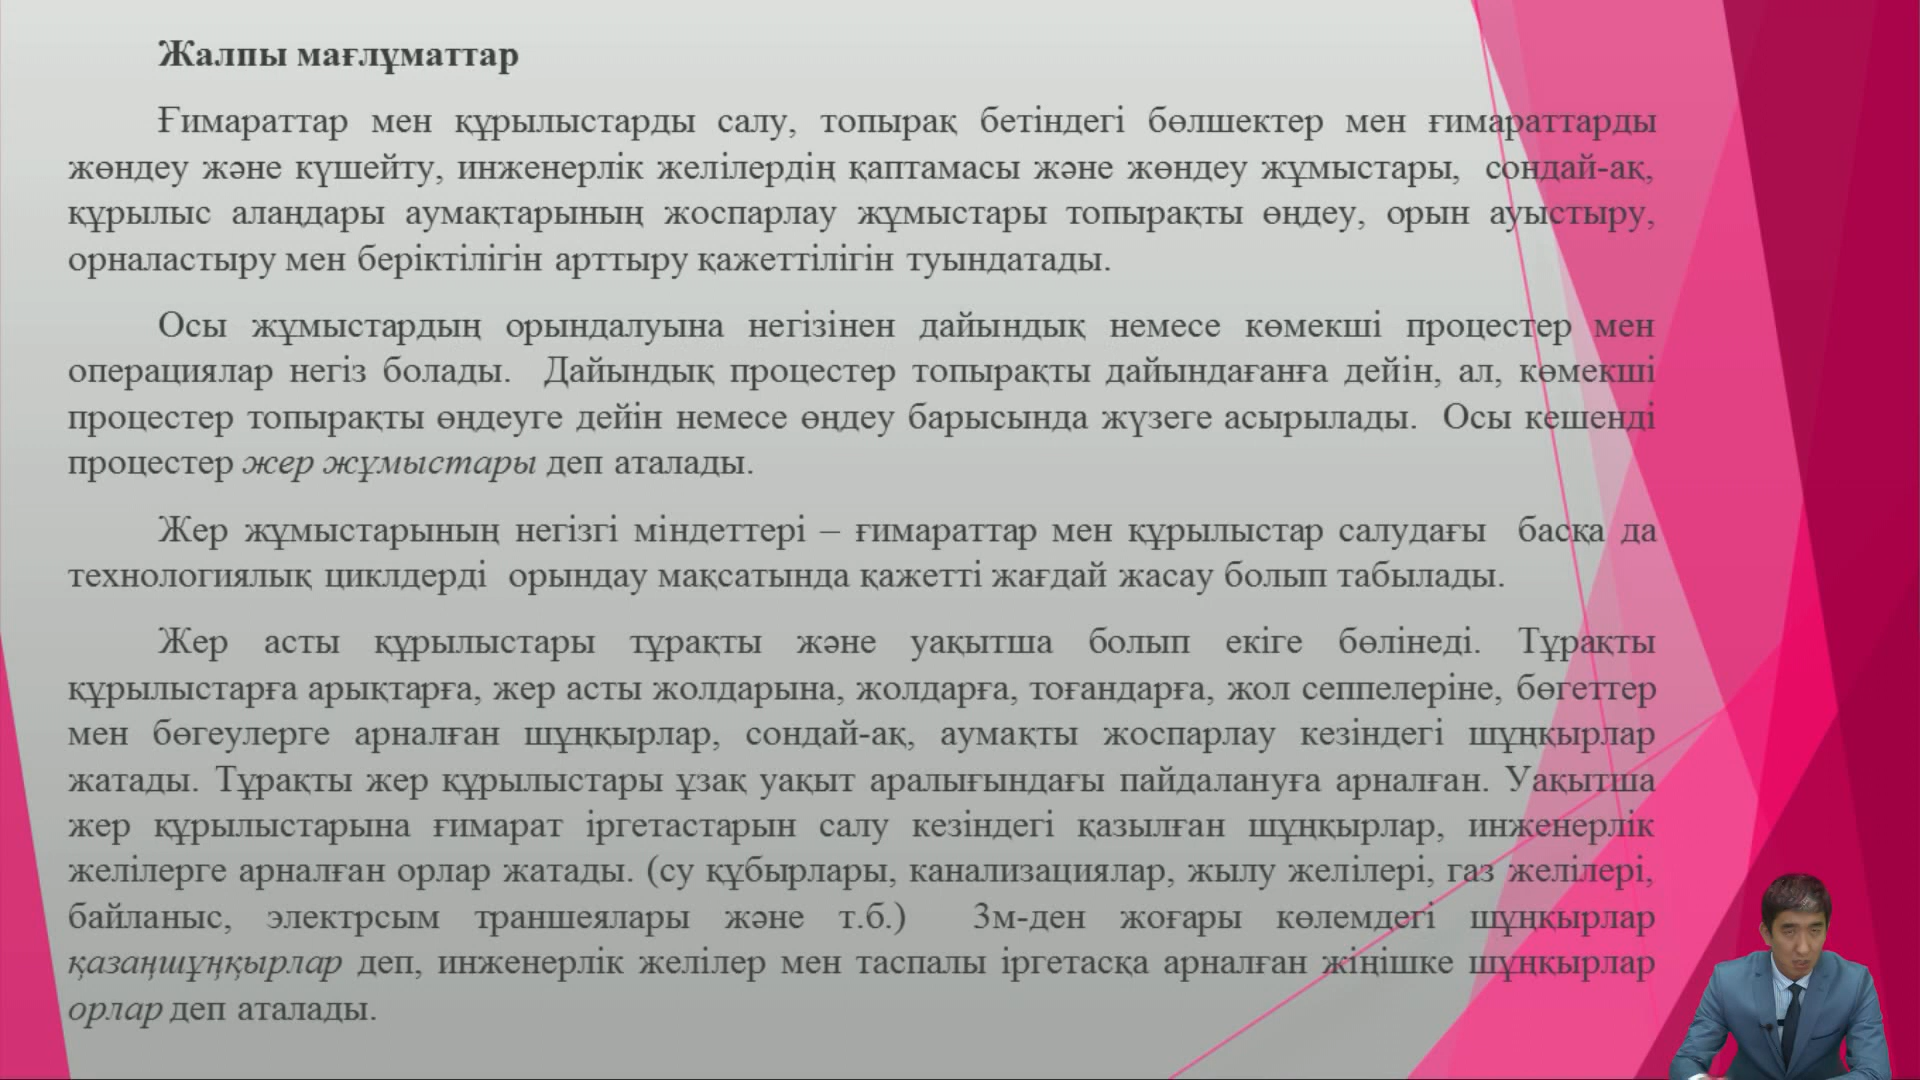 Жалпы мағлұматтар
Ғимараттар мен құрылыстарды салу, топырақ бетіндегі бөлшектер мен ғимараттарды
жөндеу және күшейту, инженерлік желілердің қаптамасы және жөндеу жұмыстары, сондай-ақ,
құрылыс алаңдары аумақтарының жоспарлау жұмыстары топырақты өңдеу, орын ауыстыру,
орналастыру мен беріктілігін арттыру қажеттілігін туындатады.
Осы жұмыстардың орындалуына негізінен дайындық немесе көмекші процестер мен
операциялар негіз болады. Дайындық процестер топырақты дайындағанға дейін, ал, көмекші
процестер топырақты өңдеуге дейін немесе өңдеу барысында жүзеге асырылады. Осы кешенді
процестер жер жұмыстары деп аталады.
Жер жұмыстарының негізгі міндеттері – ғимараттар мен құрылыстар салудағы басқа да
технологиялық циклдерді орындау мақсатында қажетті жағдай жасау болып табылады.
Жер асты құрылыстары тұрақты және уақытша болып екіге бөлінеді. Тұрақты
құрылыстарға арықтарға, жер асты жолдарына, жолдарға, тоғандарға, жол сеппелеріне, бөгеттер
мен бөгеулерге арналған шұңқырлар, сондай-ақ, аумақты жоспарлау кезіндегі шұңқырлар
жатады. Тұрақты жер құрылыстары ұзақ уақыт аралығындағы пайдалануға арналған. Уақытша
жер құрылыстарына ғимарат іргетастарын салу кезіндегі қазылған шұңқырлар, инженерлік
желілерге арналған орлар жатады. (су құбырлары, канализациялар, жылу желілері, газ желілері,
байланыс, электрсым траншеялары және т.б.) 3м-ден жоғары көлемдегі шұңқырлар
қазаңшұңқырлар деп, инженерлік желілер мен таспалы іргетасқа арналған жіңішке шұңқырлар
орлар деп аталады.